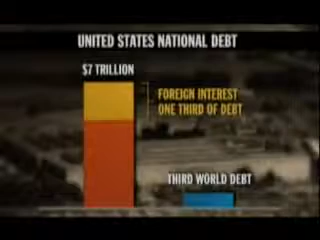 UNITED STATES NATIONAL DEBT
$7 TRILLION
FOREIGN INTEREST
ONE THIRD OF DEBT
THIRD WORLD DEBT